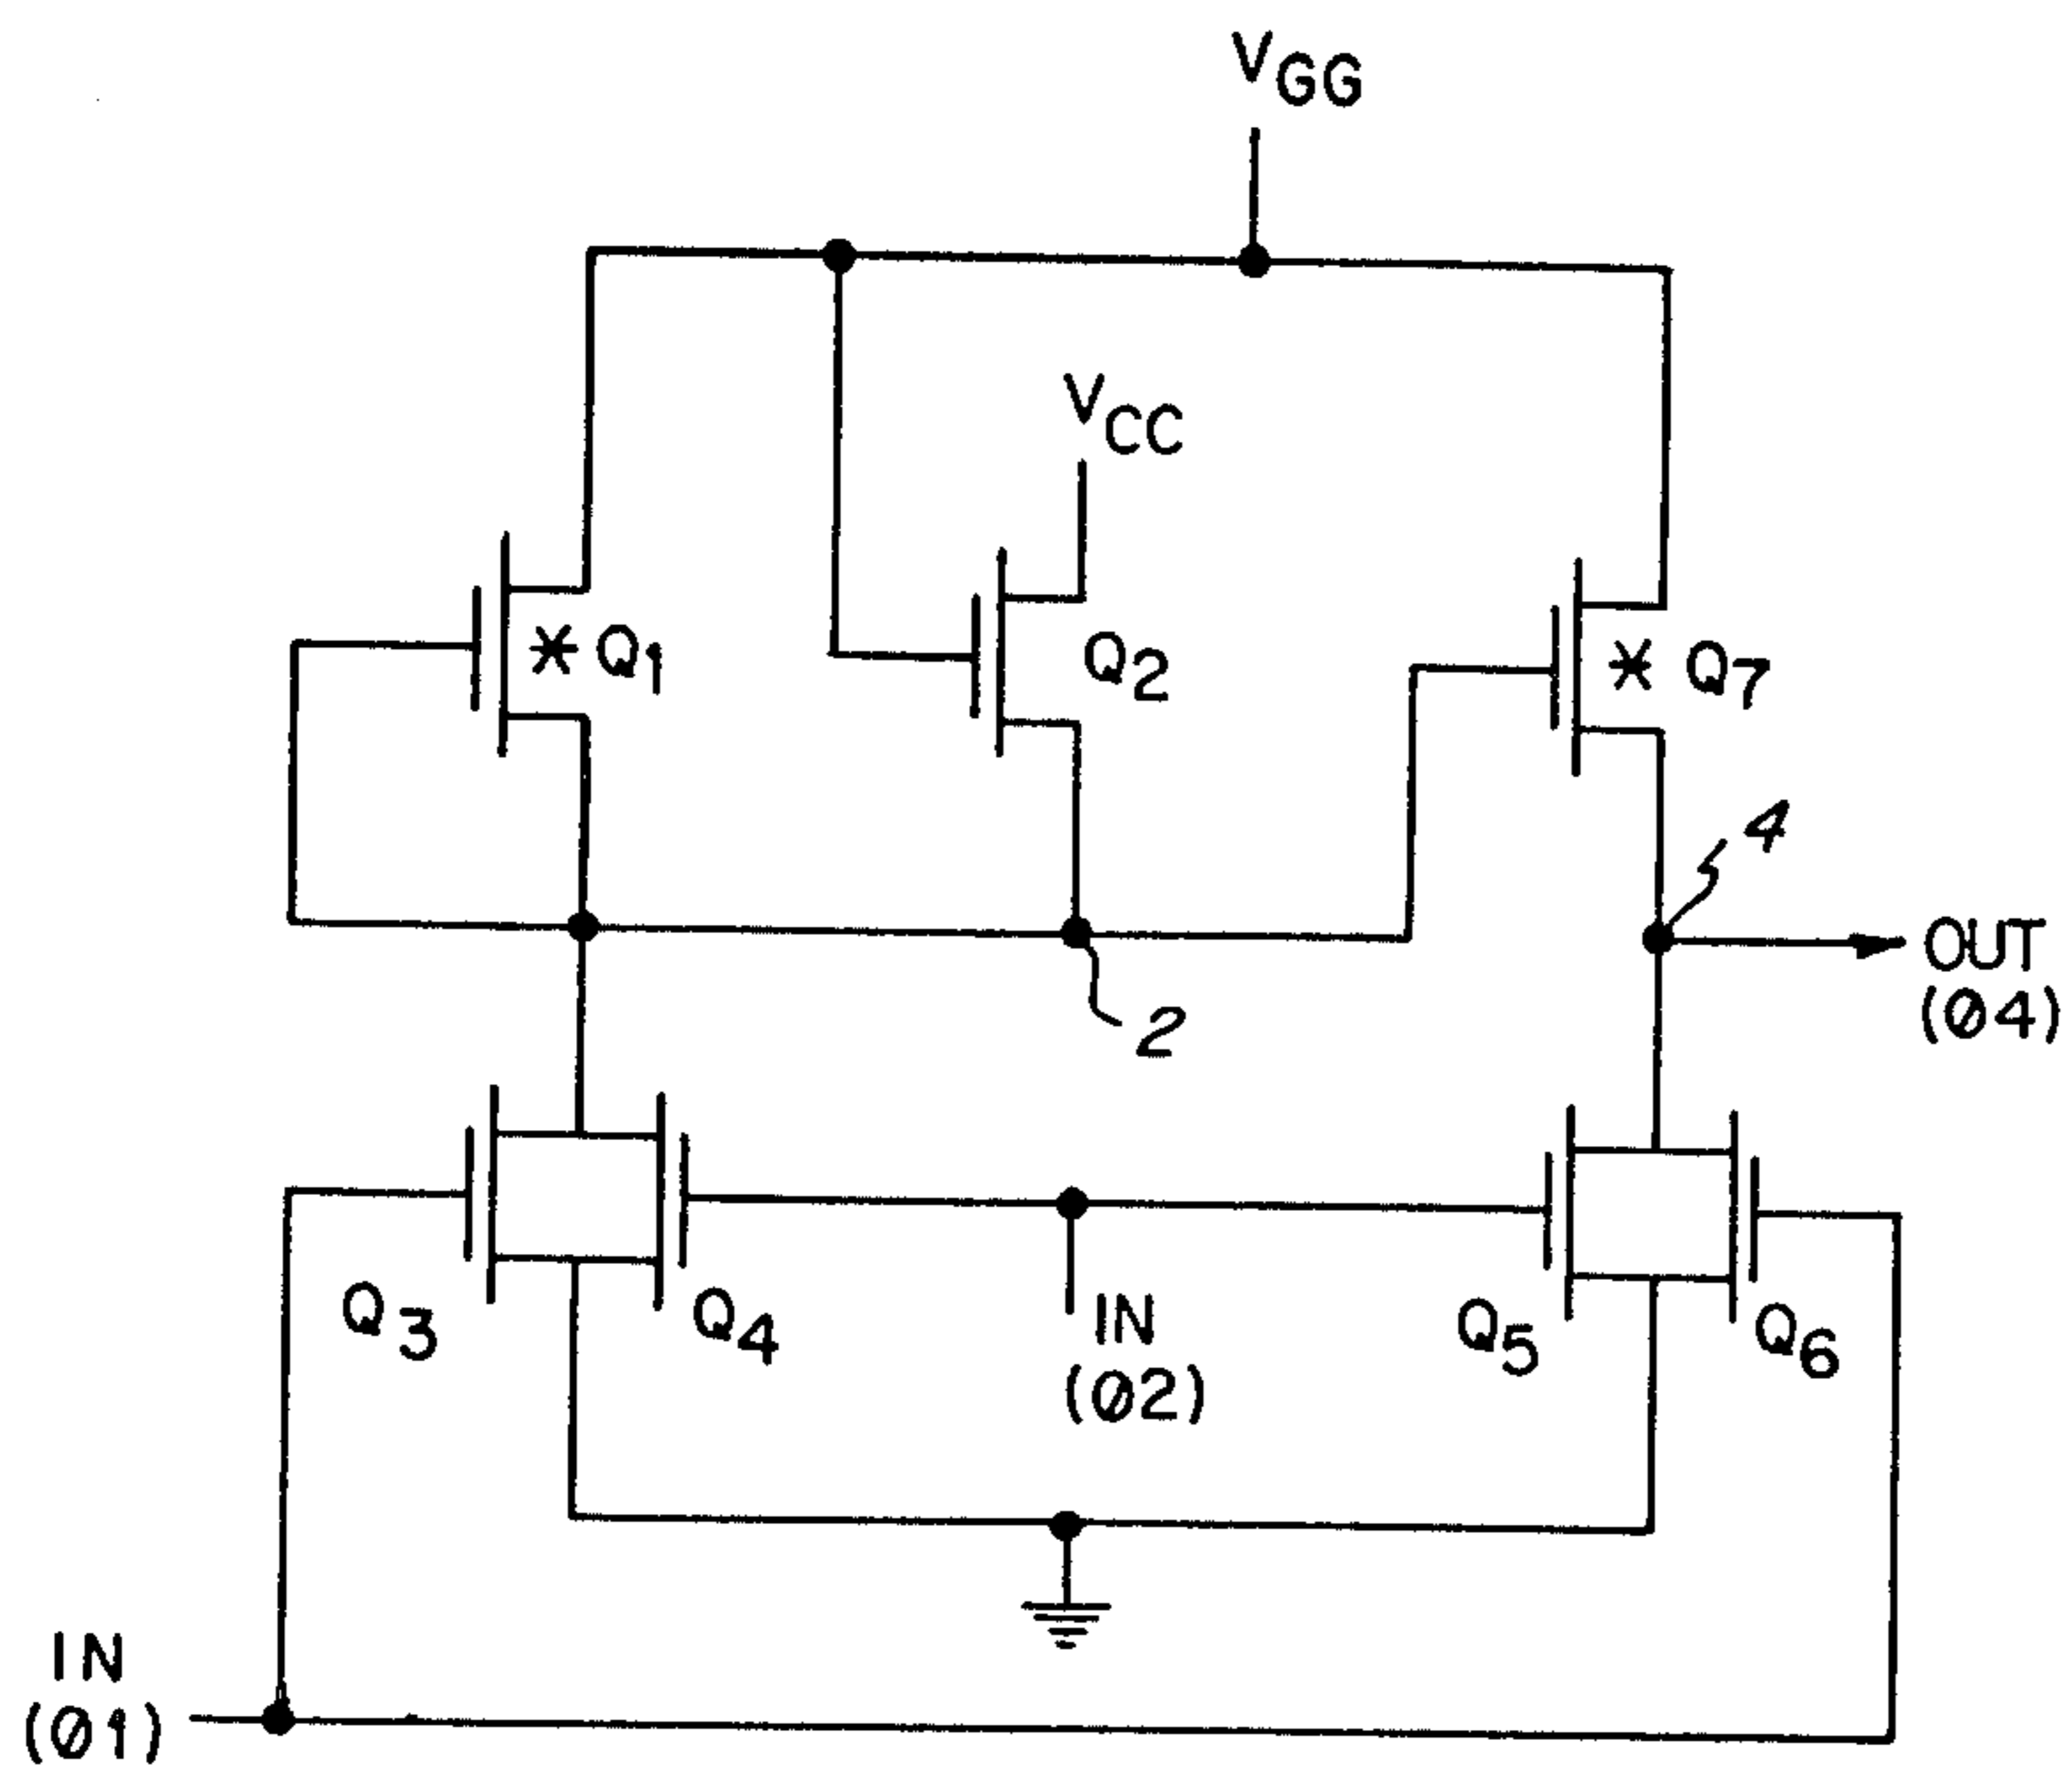 VGG
VCC
* Q1
Q2
* Q7
4
OUT
(Ø4)
2
Q3
Q4
IN
(Ø2)
Q5
Q6
IN
(Ø1)